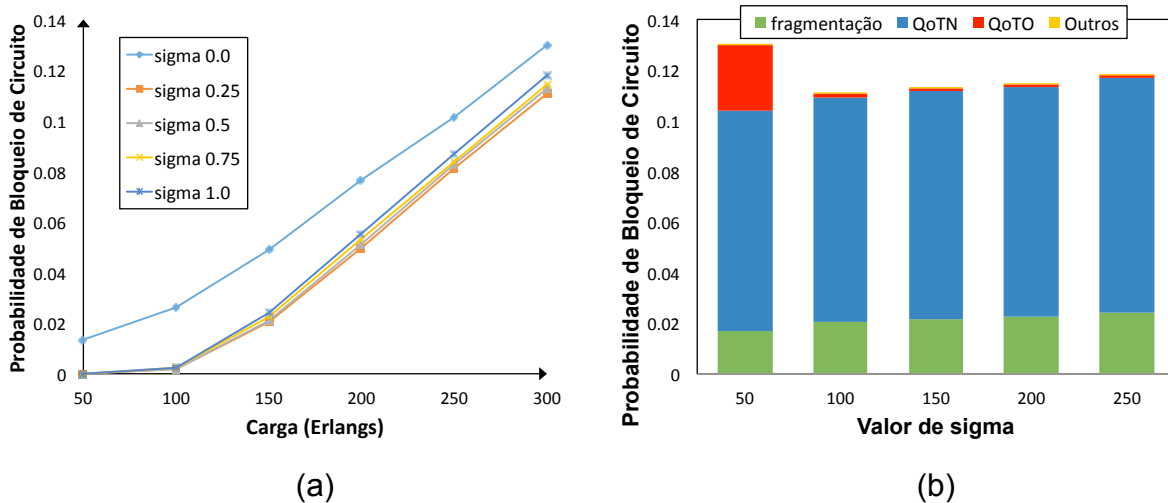 Probabilidade de Bloqueio de Circuito
0.14
0.12
0.1
0.08
0.06
0.04
0.02
0
sigma 0.0
sigma 0.25
sigma 0.5
sigma 0.75
sigma 1.0
50 100 150 200 250 300
Carga (Erlangs)
(a)
Probabilidade de Bloqueio de Circuito
0.14
0.12
0.1
0.08
0.06
0.04
0.02
0
fragmentação QoTN QoTO Outros
50 100 150 200 250
Valor de sigma
(b)